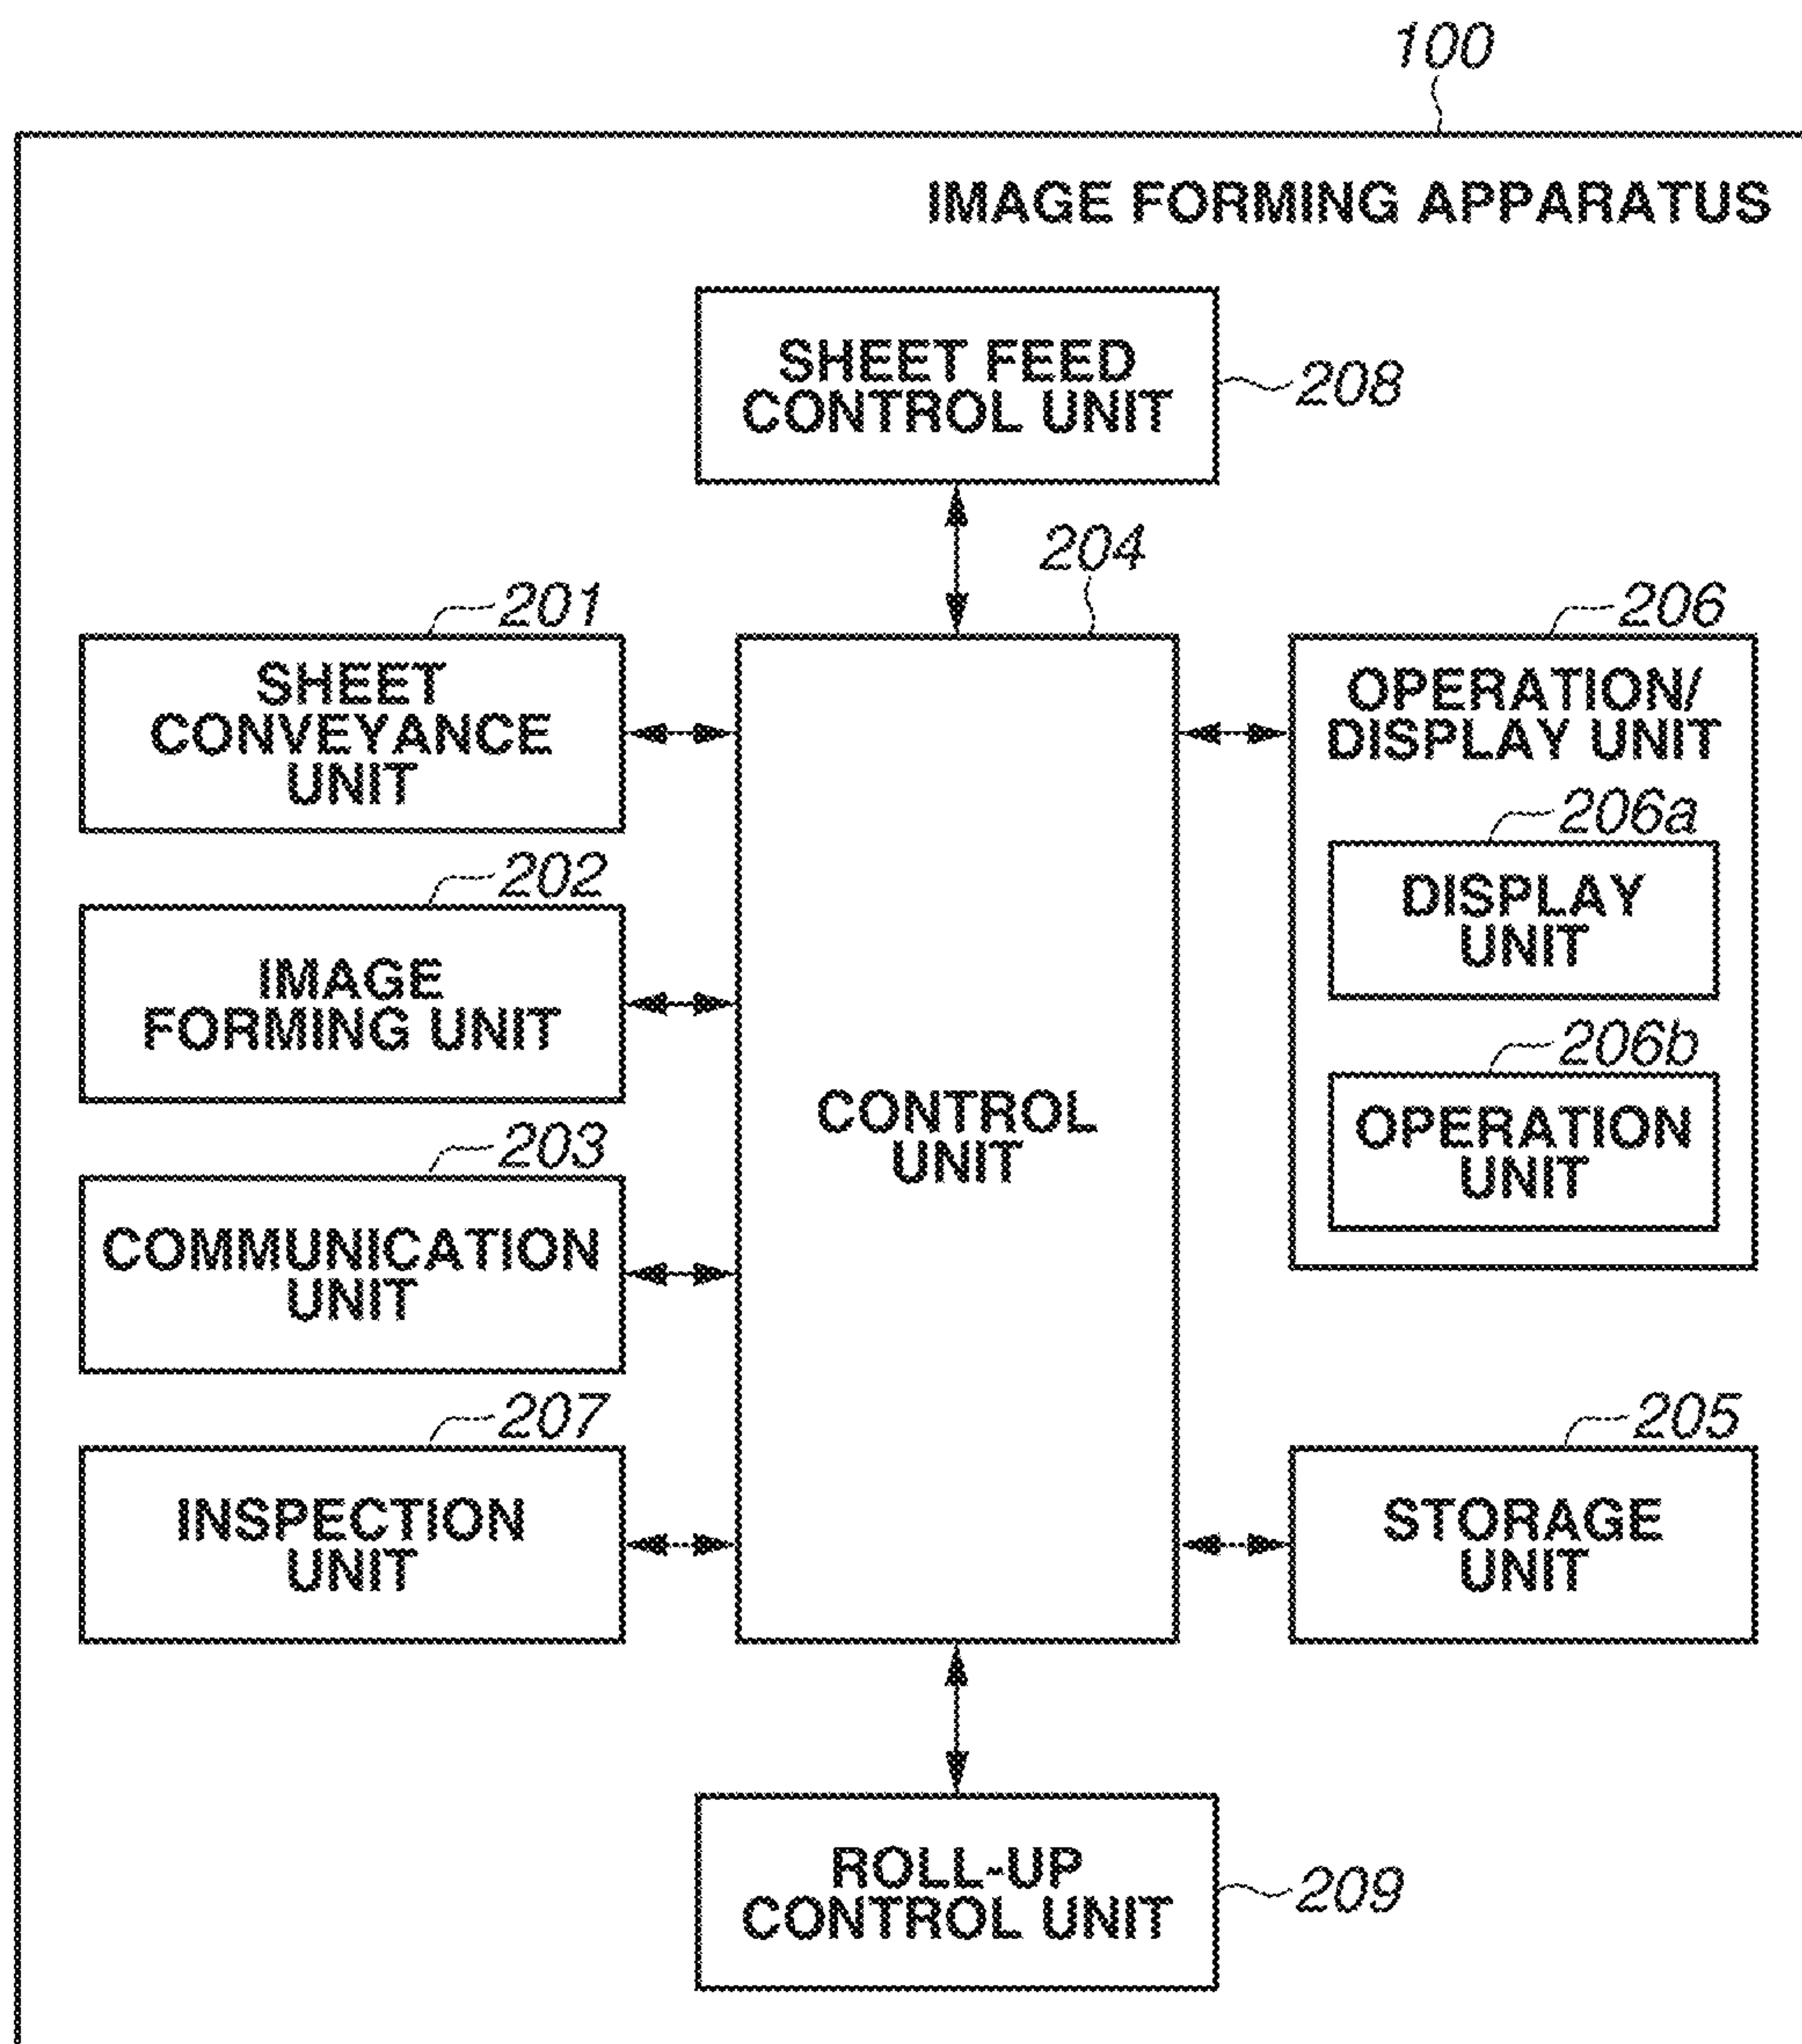 100
IMAGE FORMING APPARATUS
SHEET FEED
CONTROL UNIT
208
204
201
SHEET
CONVEYANCE
UNIT
202
IMAGE
FORMING UNIT
203
COMMUNICATION
UNIT
207
INSPECTION
UNIT
CONTROL
UNIT
206
OPERATION/
DISPLAY UNIT
206a
DISPLAY
UNIT
206b
OPERATION
UNIT
205
STORAGE
UNIT
ROLL-UP
CONTROL UNIT
209